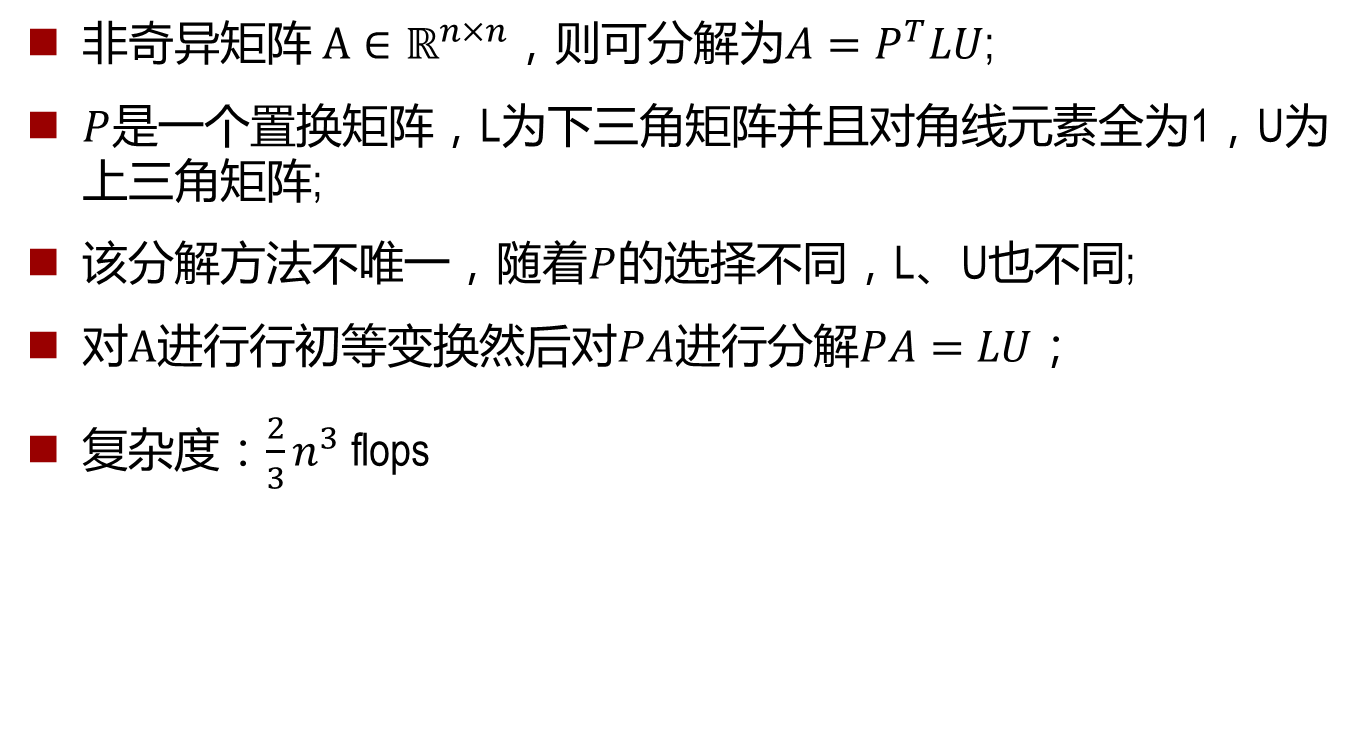 ■ 非奇异矩阵 A ∈ ℝⁿˣⁿ，则可分解为A = PᵀLU;
■ P是一个置换矩阵，L为下三角矩阵并且对角线元素全为1，U为
上三角矩阵;
■ 该分解方法不唯一，随着P的选择不同，L、U也不同;
■ 对A进行行初等变换然后对PA进行分解PA = LU；
■ 复杂度：2/3 n³ flops